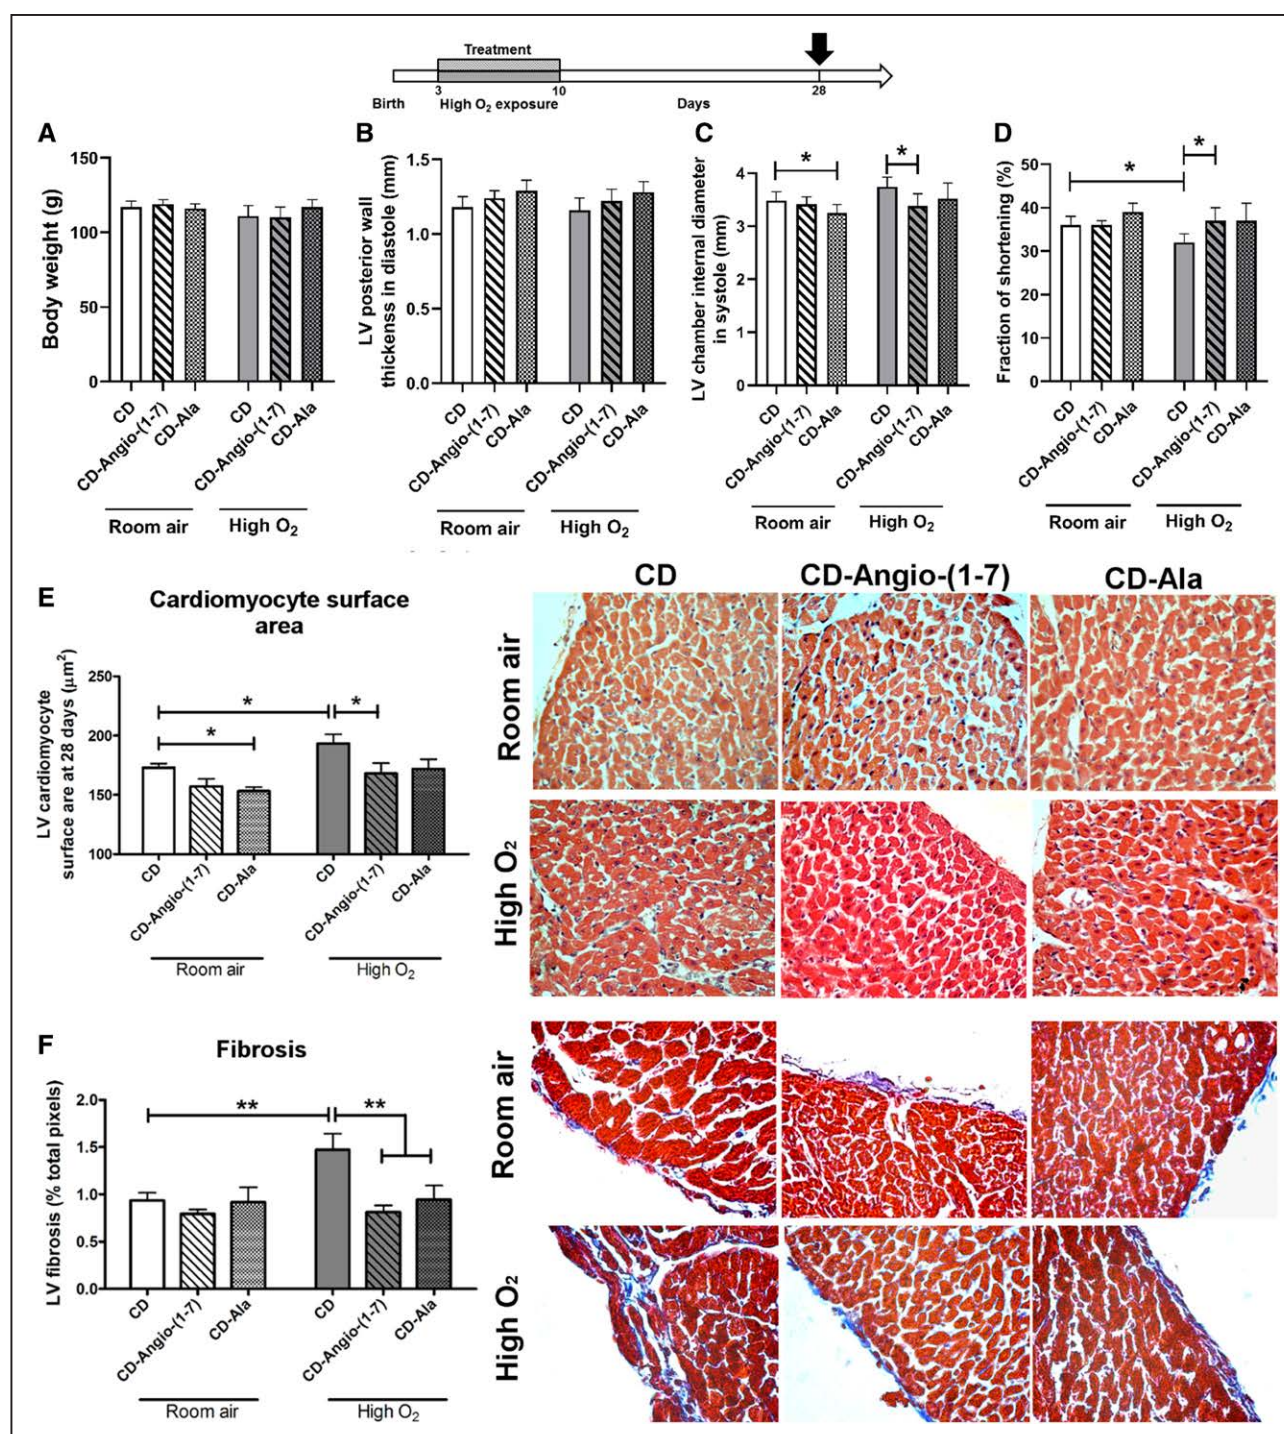 Treatment
3
10
28
Birth
High O2 exposure
Days
A
150
100
50
0
Body weight (g)
CD
CD-Angio-(1-7)
CD-Ala
CD
CD-Angio-(1-7)
CD-Ala
Room air
High O2
B
1.5
1.0
0.5
0.0
LV posterior wall
thickenss in diastole (mm)
CD
CD-Angio-(1-7)
CD-Ala
CD
CD-Angio-(1-7)
CD-Ala
Room air
High O2
C
4
3
2
1
0
LV chamber internal diameter
in systole (mm)
*
*
CD
CD-Angio-(1-7)
CD-Ala
CD
CD-Angio-(1-7)
CD-Ala
Room air
High O2
D
50
40
30
20
10
0
Fraction of shortening (%)
*
*
CD
CD-Angio-(1-7)
CD-Ala
CD
CD-Angio-(1-7)
CD-Ala
Room air
High O2
E
Cardiomyocyte surface
area
250
200
150
100
LV cardiomyocyte
surface are at 28 days (µm2)
*
*
*
CD
CD-Angio-(1-7)
CD-Ala
CD
CD-Angio-(1-7)
CD-Ala
Room air
High O2
CD
CD-Angio-(1-7)
CD-Ala
Room air
High O2
F
Fibrosis
2.0
1.5
1.0
0.5
0.0
LV fibrosis (% total pixels)
**
**
CD
CD-Angio-(1-7)
CD-Ala
CD
CD-Angio-(1-7)
CD-Ala
Room air
High O2
Room air
High O2